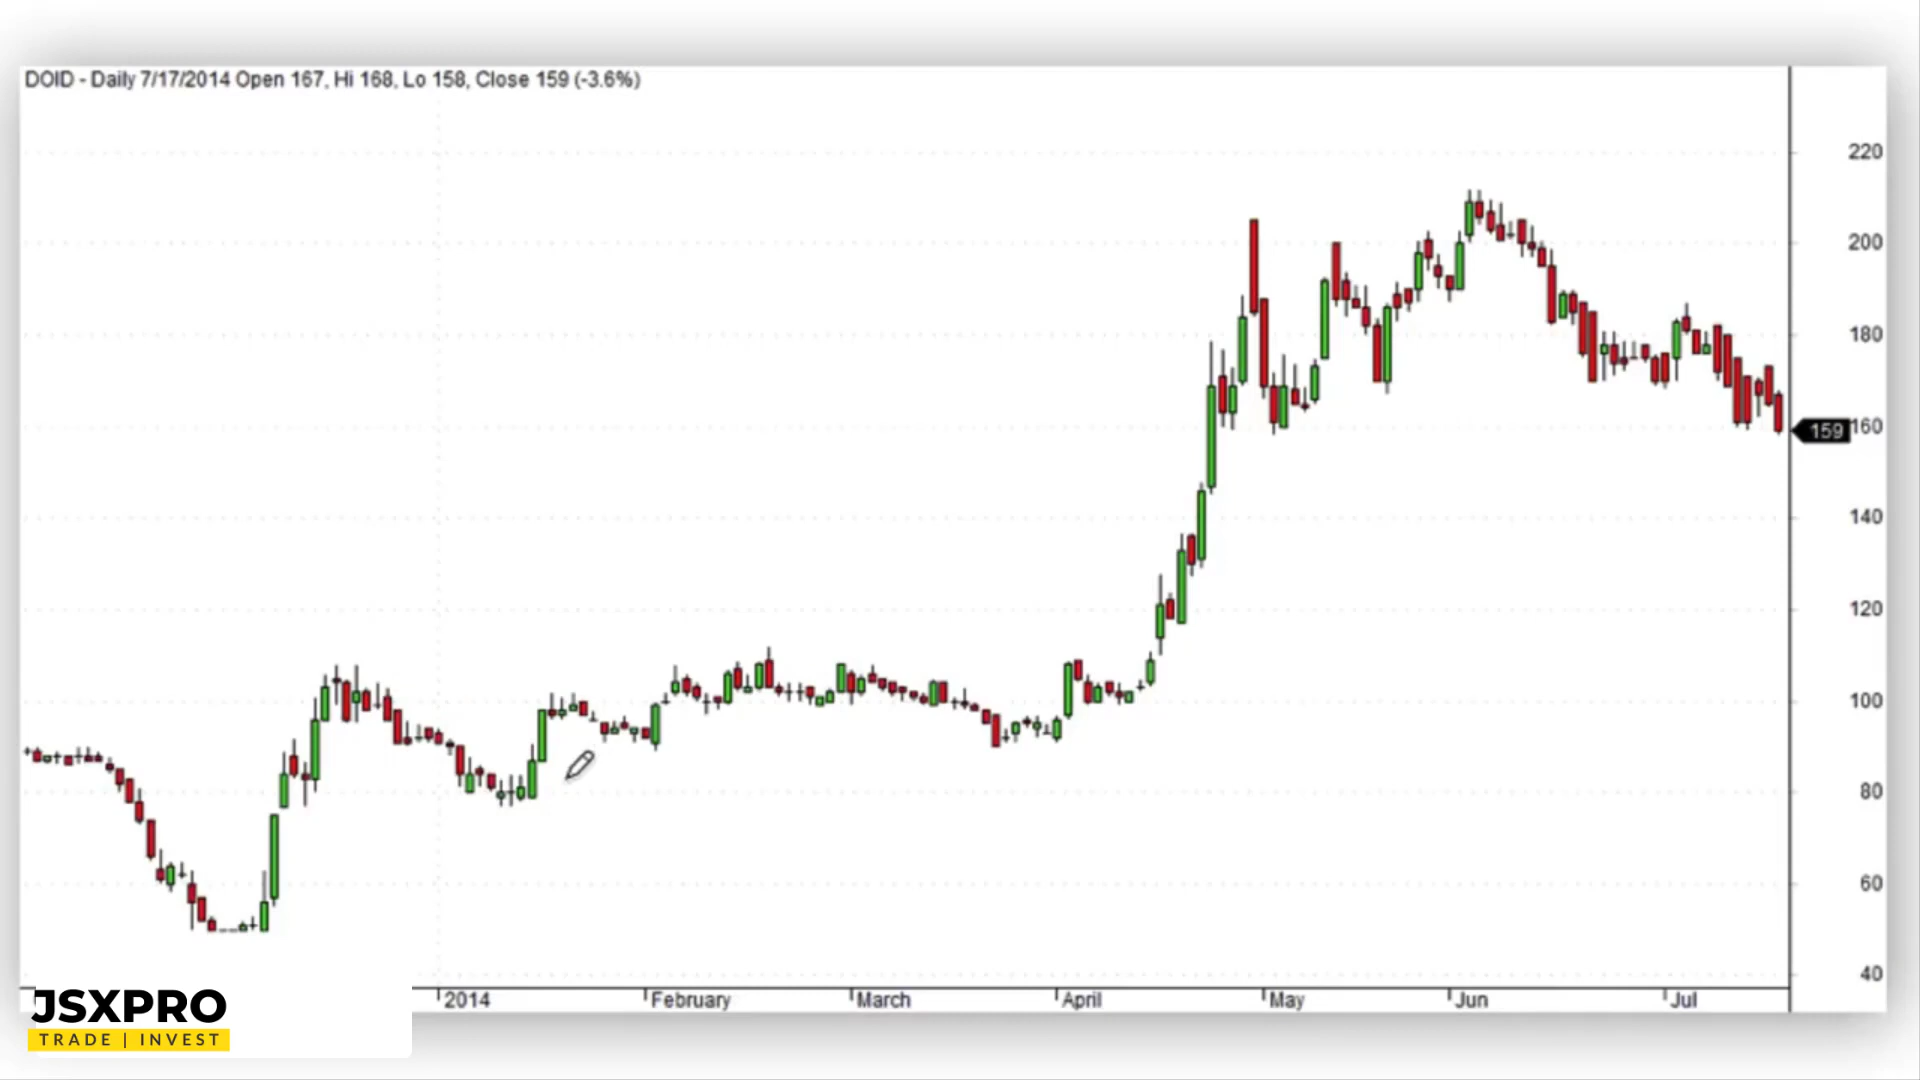 DOID - Daily 7/17/2014 Open 167, Hi 168, Lo 158, Close 159 (-3.6%)
220
200
180
160
159
140
120
100
80
60
40
2014 February March April May Jun Jul
JSXPRO
TRADE | INVEST